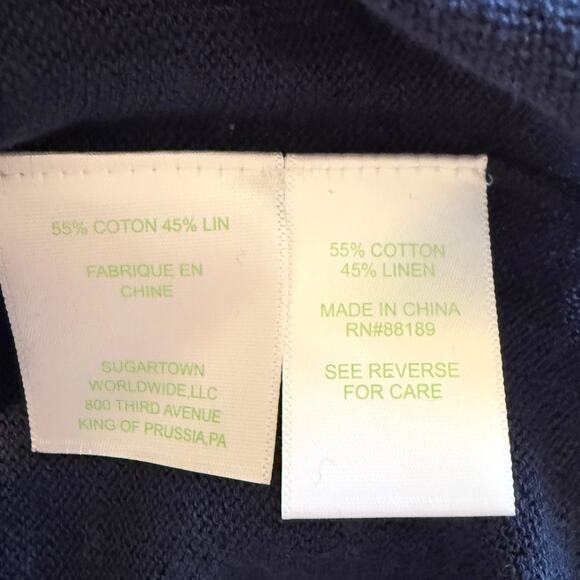 55% COTON 45% LIN
FABRIQUE EN
CHINE
SUGARTOWN
WORLDWIDE,LLC
800 THIRD AVENUE
KING OF PRUSSIA,PA
55% COTTON
45% LINEN
MADE IN CHINA
RN#88189
SEE REVERSE
FOR CARE